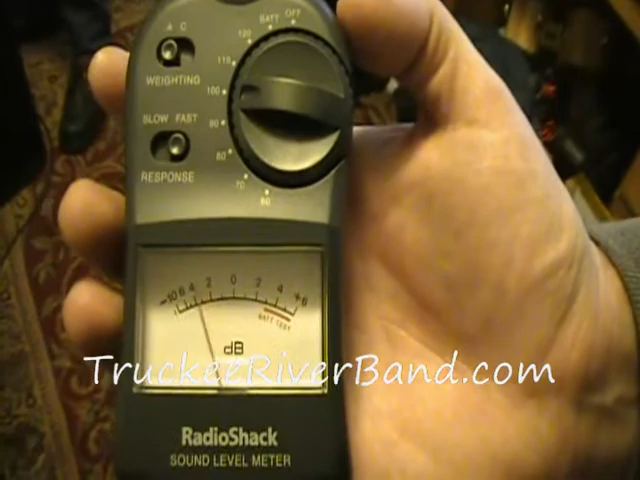 A C
WEIGHTING
SLOW FAST
RESPONSE
OFF
BATT
120
110
100
90
80
70
60
-10 6 4 2 0 2 4 +6
BATT TEST
dB
TruckeeRiverBand.com
RadioShack
SOUND LEVEL METER